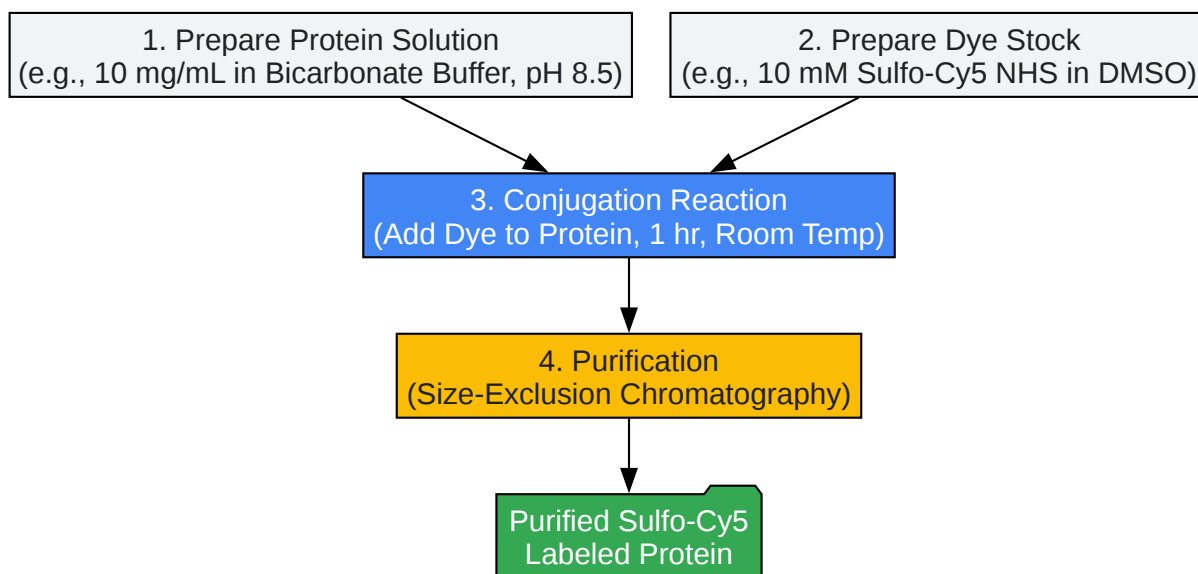 1. Prepare Protein Solution
(e.g., 10 mg/mL in Bicarbonate Buffer, pH 8.5)
2. Prepare Dye Stock
(e.g., 10 mM Sulfo-Cy5 NHS in DMSO)
3. Conjugation Reaction
(Add Dye to Protein, 1 hr, Room Temp)
4. Purification
(Size-Exclusion Chromatography)
Purified Sulfo-Cy5
Labeled Protein